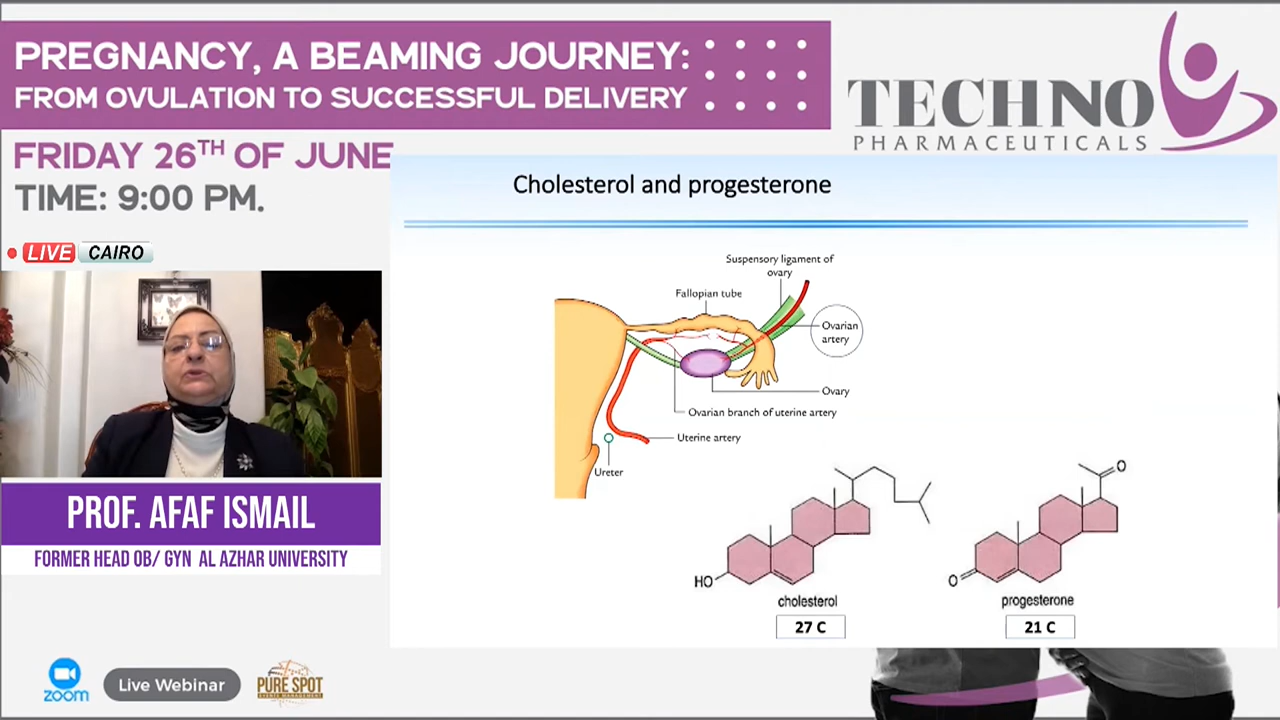 PREGNANCY, A BEAMING JOURNEY:
FROM OVULATION TO SUCCESSFUL DELIVERY
TECHNO
PHARMACEUTICALS
FRIDAY 26TH OF JUNE
TIME: 9:00 PM.
LIVE CAIRO
Cholesterol and progesterone
Suspensory ligament of
ovary
Fallopian tube
Ovarian
artery
Ovary
Ovarian branch of uterine artery
Uterine artery
Ureter
HO
cholesterol
27 C
O
O
progesterone
21 C
PROF. AFAF ISMAIL
FORMER HEAD OB/ GYN AL AZHAR UNIVERSITY
zoom
Live Webinar
PURE SPOT
EVENTS MANAGEMENT